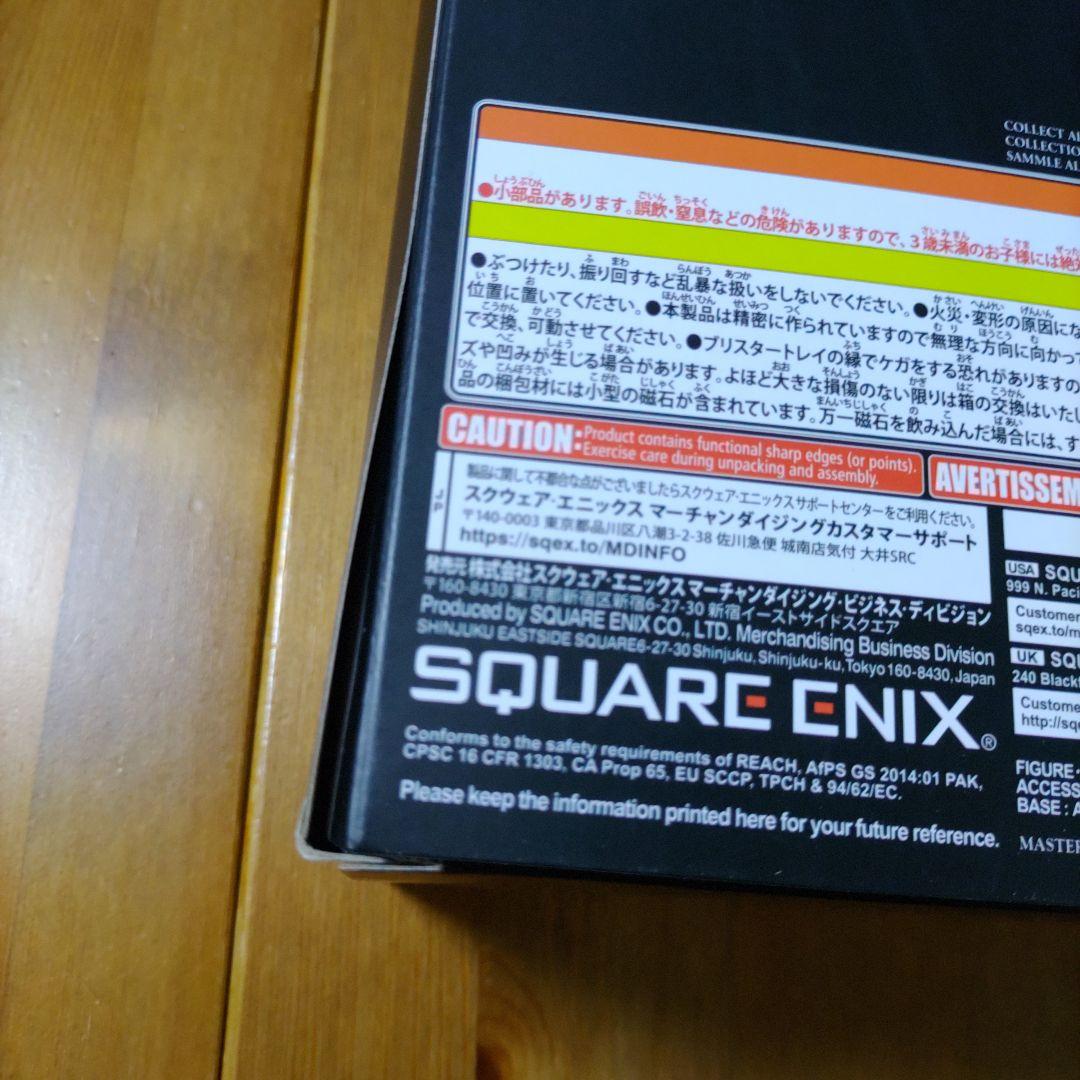 COLLECT
COLLECTIO
SAMMLE AL
●小部品があります。誤飲・窒息などの危険がありますので、3歳未満のお子様には絶対
●ぶつけたり、振り回すなど乱暴な扱いをしないでください。●火災・変形の原因にな
位置に置いてください。●本製品は精密に作られていますので無理な方向に向かって
で交換、可動させてください。●ブリスタートレイの縁でケガをする恐れがありますの
ズや凹みが生じる場合があります。よほど大きな損傷のない限りは箱の交換はいたし
品の梱包材には小型の磁石が含まれています。万一磁石を飲み込んだ場合には、す
CAUTION: Product contains functional sharp edges (or points).
Exercise care during unpacking and assembly.
AVERTISSEM
JP
製品に関して不都合な点がございましたらスクウェア・エニックスサポートセンターをご利用ください。
スクウェア・エニックス マーチャンダイジングカスタマーサポート
〒140-0003 東京都品川区八潮3-2-38 佐川急便 城南店気付 大井SRC
https://sqex.to/MDINFO
発売元 株式会社スクウェア・エニックス マーチャンダイジング・ビジネス・ディビジョン
〒160-8430 東京都新宿区新宿6-27-30 新宿イーストサイドスクエア
Produced by SQUARE ENIX CO., LTD. Merchandising Business Division
SHINJUKU EASTSIDE SQUARE6-27-30 Shinjuku, Shinjuku-ku, Tokyo 160-8430, Japan
SQUARE ENIX®
Conforms to the safety requirements of REACH, AfPS GS 2014:01 PAK,
CPSC 16 CFR 1303, CA Prop 65, EU SCCP, TPCH & 94/62/EC.
Please keep the information printed here for your future reference.
USA SQU
999 N. Paci
Customer
sqex.to/m
UK SQU
240 Blackf
Customer
http://sqe
FIGURE・
ACCESS
BASE : A
MASTER